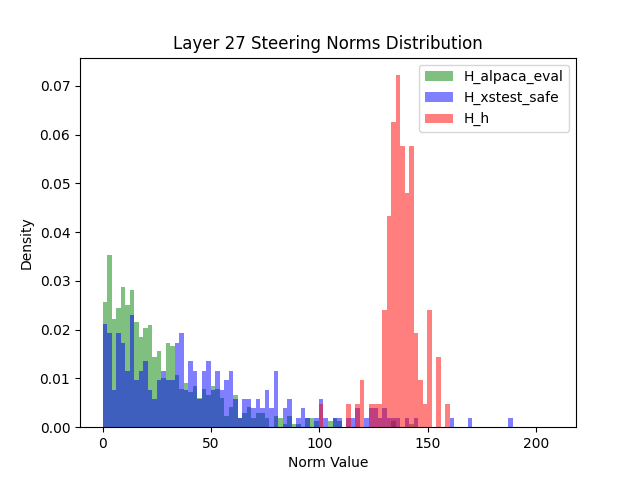 Layer 27 Steering Norms Distribution
H_alpaca_eval
H_xstest_safe
H_h
0.07
0.06
0.05
0.04
0.03
0.02
0.01
0.00
Density
0
50
100
150
200
Norm Value